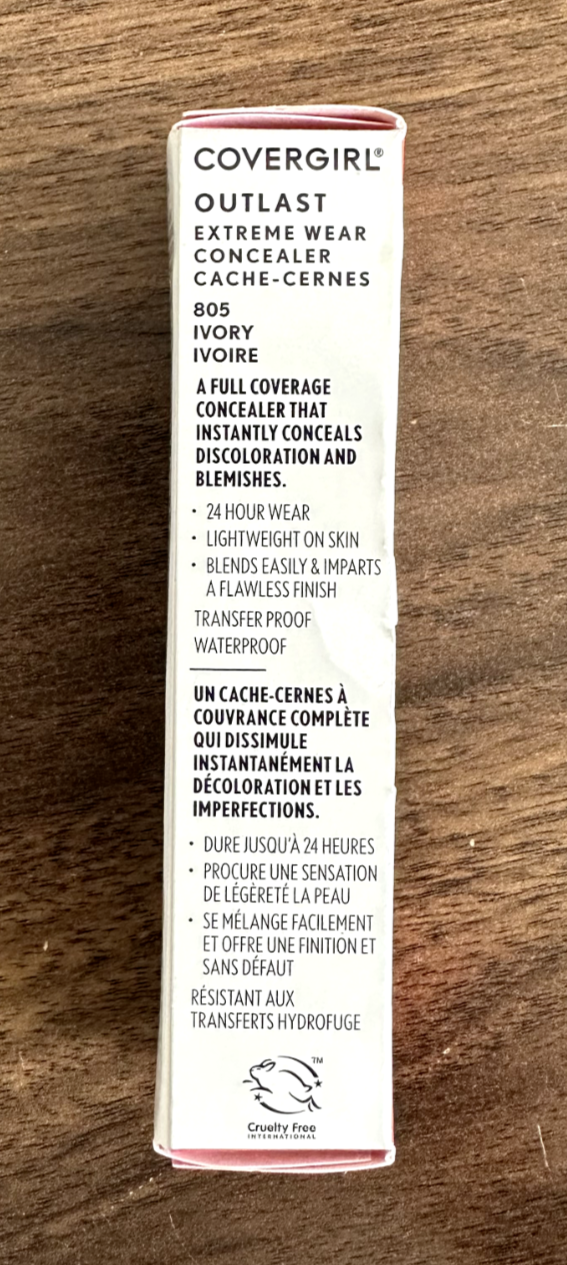 COVERGIRL®
OUTLAST
EXTREME WEAR
CONCEALER
CACHE-CERNES
805
IVORY
IVOIRE
A FULL COVERAGE
CONCEALER THAT
INSTANTLY CONCEALS
DISCOLORATION AND
BLEMISHES.
• 24 HOUR WEAR
• LIGHTWEIGHT ON SKIN
• BLENDS EASILY & IMPARTS
A FLAWLESS FINISH
TRANSFER PROOF
WATERPROOF
UN CACHE-CERNES À
COUVRANCE COMPLÈTE
QUI DISSIMULE
INSTANTANÉMENT LA
DÉCOLORATION ET LES
IMPERFECTIONS.
• DURE JUSQU'À 24 HEURES
• PROCURE UNE SENSATION
DE LÉGÈRETÉ LA PEAU
• SE MÉLANGE FACILEMENT
ET OFFRE UNE FINITION ET
SANS DÉFAUT
RÉSISTANT AUX
TRANSFERTS HYDROFUGE
TM
Cruelty Free
INTERNATIONAL